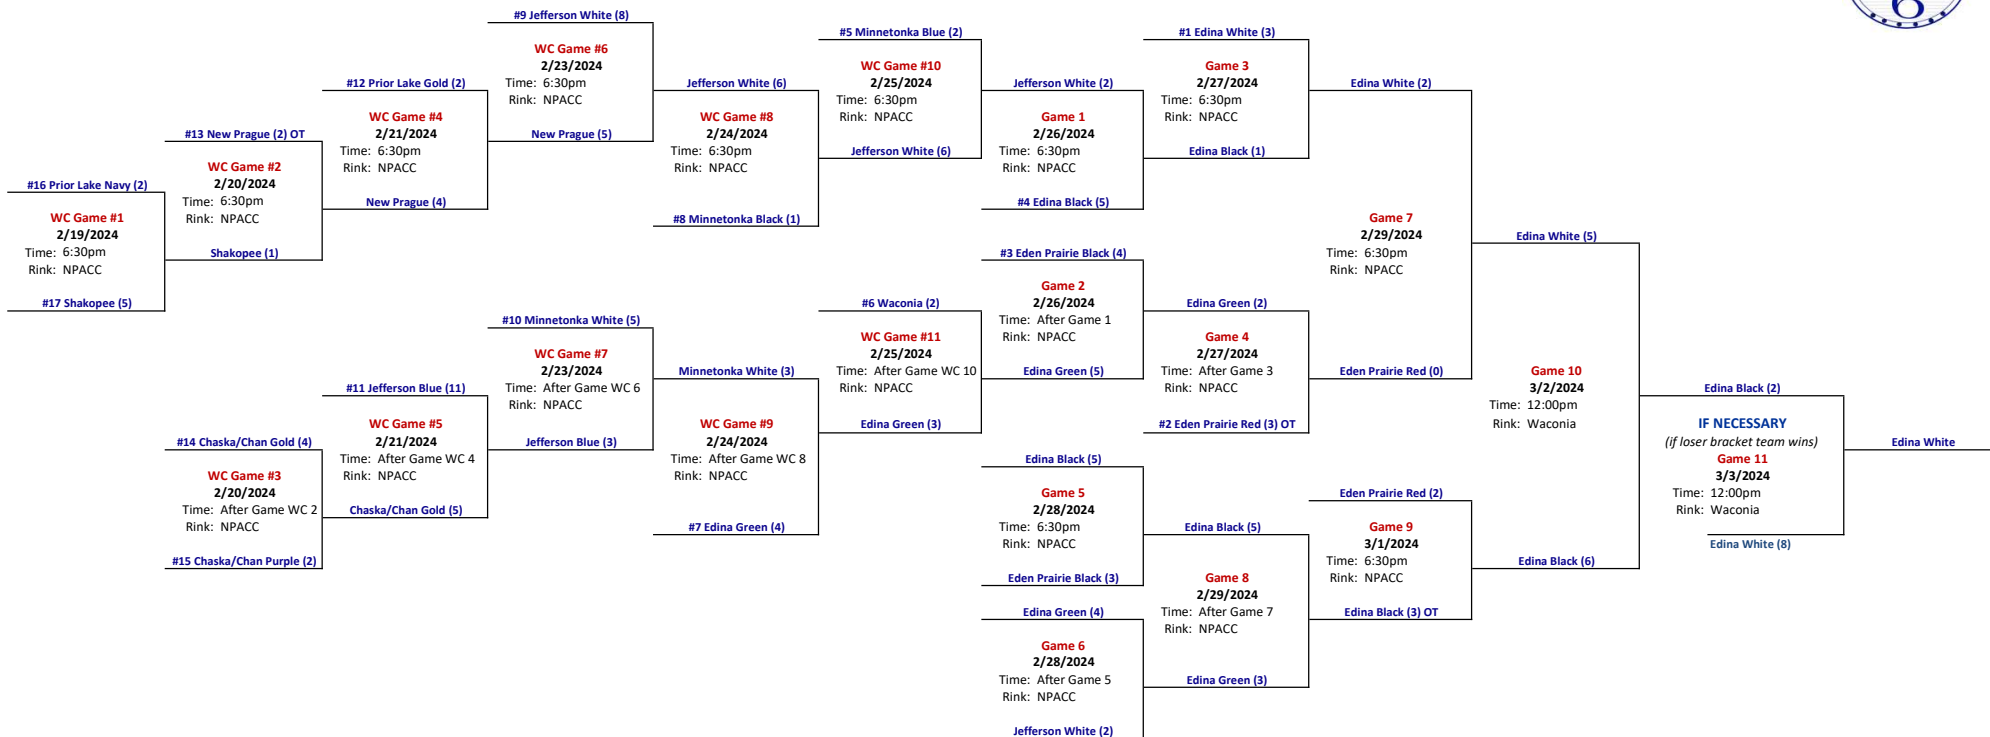 6
#9 Jefferson White (8)
WC Game #6
2/23/2024
Time: 6:30pm
Rink: NPACC
New Prague (5)
#12 Prior Lake Gold (2)
WC Game #4
2/21/2024
Time: 6:30pm
Rink: NPACC
New Prague (4)
#13 New Prague (2) OT
WC Game #2
2/20/2024
Time: 6:30pm
Rink: NPACC
Shakopee (1)
#16 Prior Lake Navy (2)
WC Game #1
2/19/2024
Time: 6:30pm
Rink: NPACC
#17 Shakopee (5)
Jefferson White (6)
WC Game #8
2/24/2024
Time: 6:30pm
Rink: NPACC
#8 Minnetonka Black (1)
#5 Minnetonka Blue (2)
WC Game #10
2/25/2024
Time: 6:30pm
Rink: NPACC
Jefferson White (6)
Jefferson White (2)
Game 1
2/26/2024
Time: 6:30pm
Rink: NPACC
#4 Edina Black (5)
#1 Edina White (3)
Game 3
2/27/2024
Time: 6:30pm
Rink: NPACC
Edina Black (1)
Edina White (2)
Game 7
2/29/2024
Time: 6:30pm
Rink: NPACC
Eden Prairie Red (0)
#3 Eden Prairie Black (4)
Game 2
2/26/2024
Time: After Game 1
Rink: NPACC
Edina Green (5)
Edina Green (2)
Game 4
2/27/2024
Time: After Game 3
Rink: NPACC
#2 Eden Prairie Red (3) OT
#6 Waconia (2)
WC Game #11
2/25/2024
Time: After Game WC 10
Rink: NPACC
Edina Green (3)
#10 Minnetonka White (5)
WC Game #7
2/23/2024
Time: After Game WC 6
Rink: NPACC
Jefferson Blue (3)
Minnetonka White (3)
WC Game #9
2/24/2024
Time: After Game WC 8
Rink: NPACC
#7 Edina Green (4)
#11 Jefferson Blue (11)
WC Game #5
2/21/2024
Time: After Game WC 4
Rink: NPACC
Chaska/Chan Gold (5)
#14 Chaska/Chan Gold (4)
WC Game #3
2/20/2024
Time: After Game WC 2
Rink: NPACC
#15 Chaska/Chan Purple (2)
Edina Black (5)
Game 5
2/28/2024
Time: 6:30pm
Rink: NPACC
Eden Prairie Black (3)
Edina Green (4)
Game 6
2/28/2024
Time: After Game 5
Rink: NPACC
Jefferson White (2)
Edina Black (5)
Game 8
2/29/2024
Time: After Game 7
Rink: NPACC
Edina Green (3)
Eden Prairie Red (2)
Game 9
3/1/2024
Time: 6:30pm
Rink: NPACC
Edina Black (3) OT
Edina White (5)
Game 10
3/2/2024
Time: 12:00pm
Rink: Waconia
Edina Black (6)
Edina Black (2)
IF NECESSARY
(if loser bracket team wins)
Game 11
3/3/2024
Time: 12:00pm
Rink: Waconia
Edina White (8)
Edina White